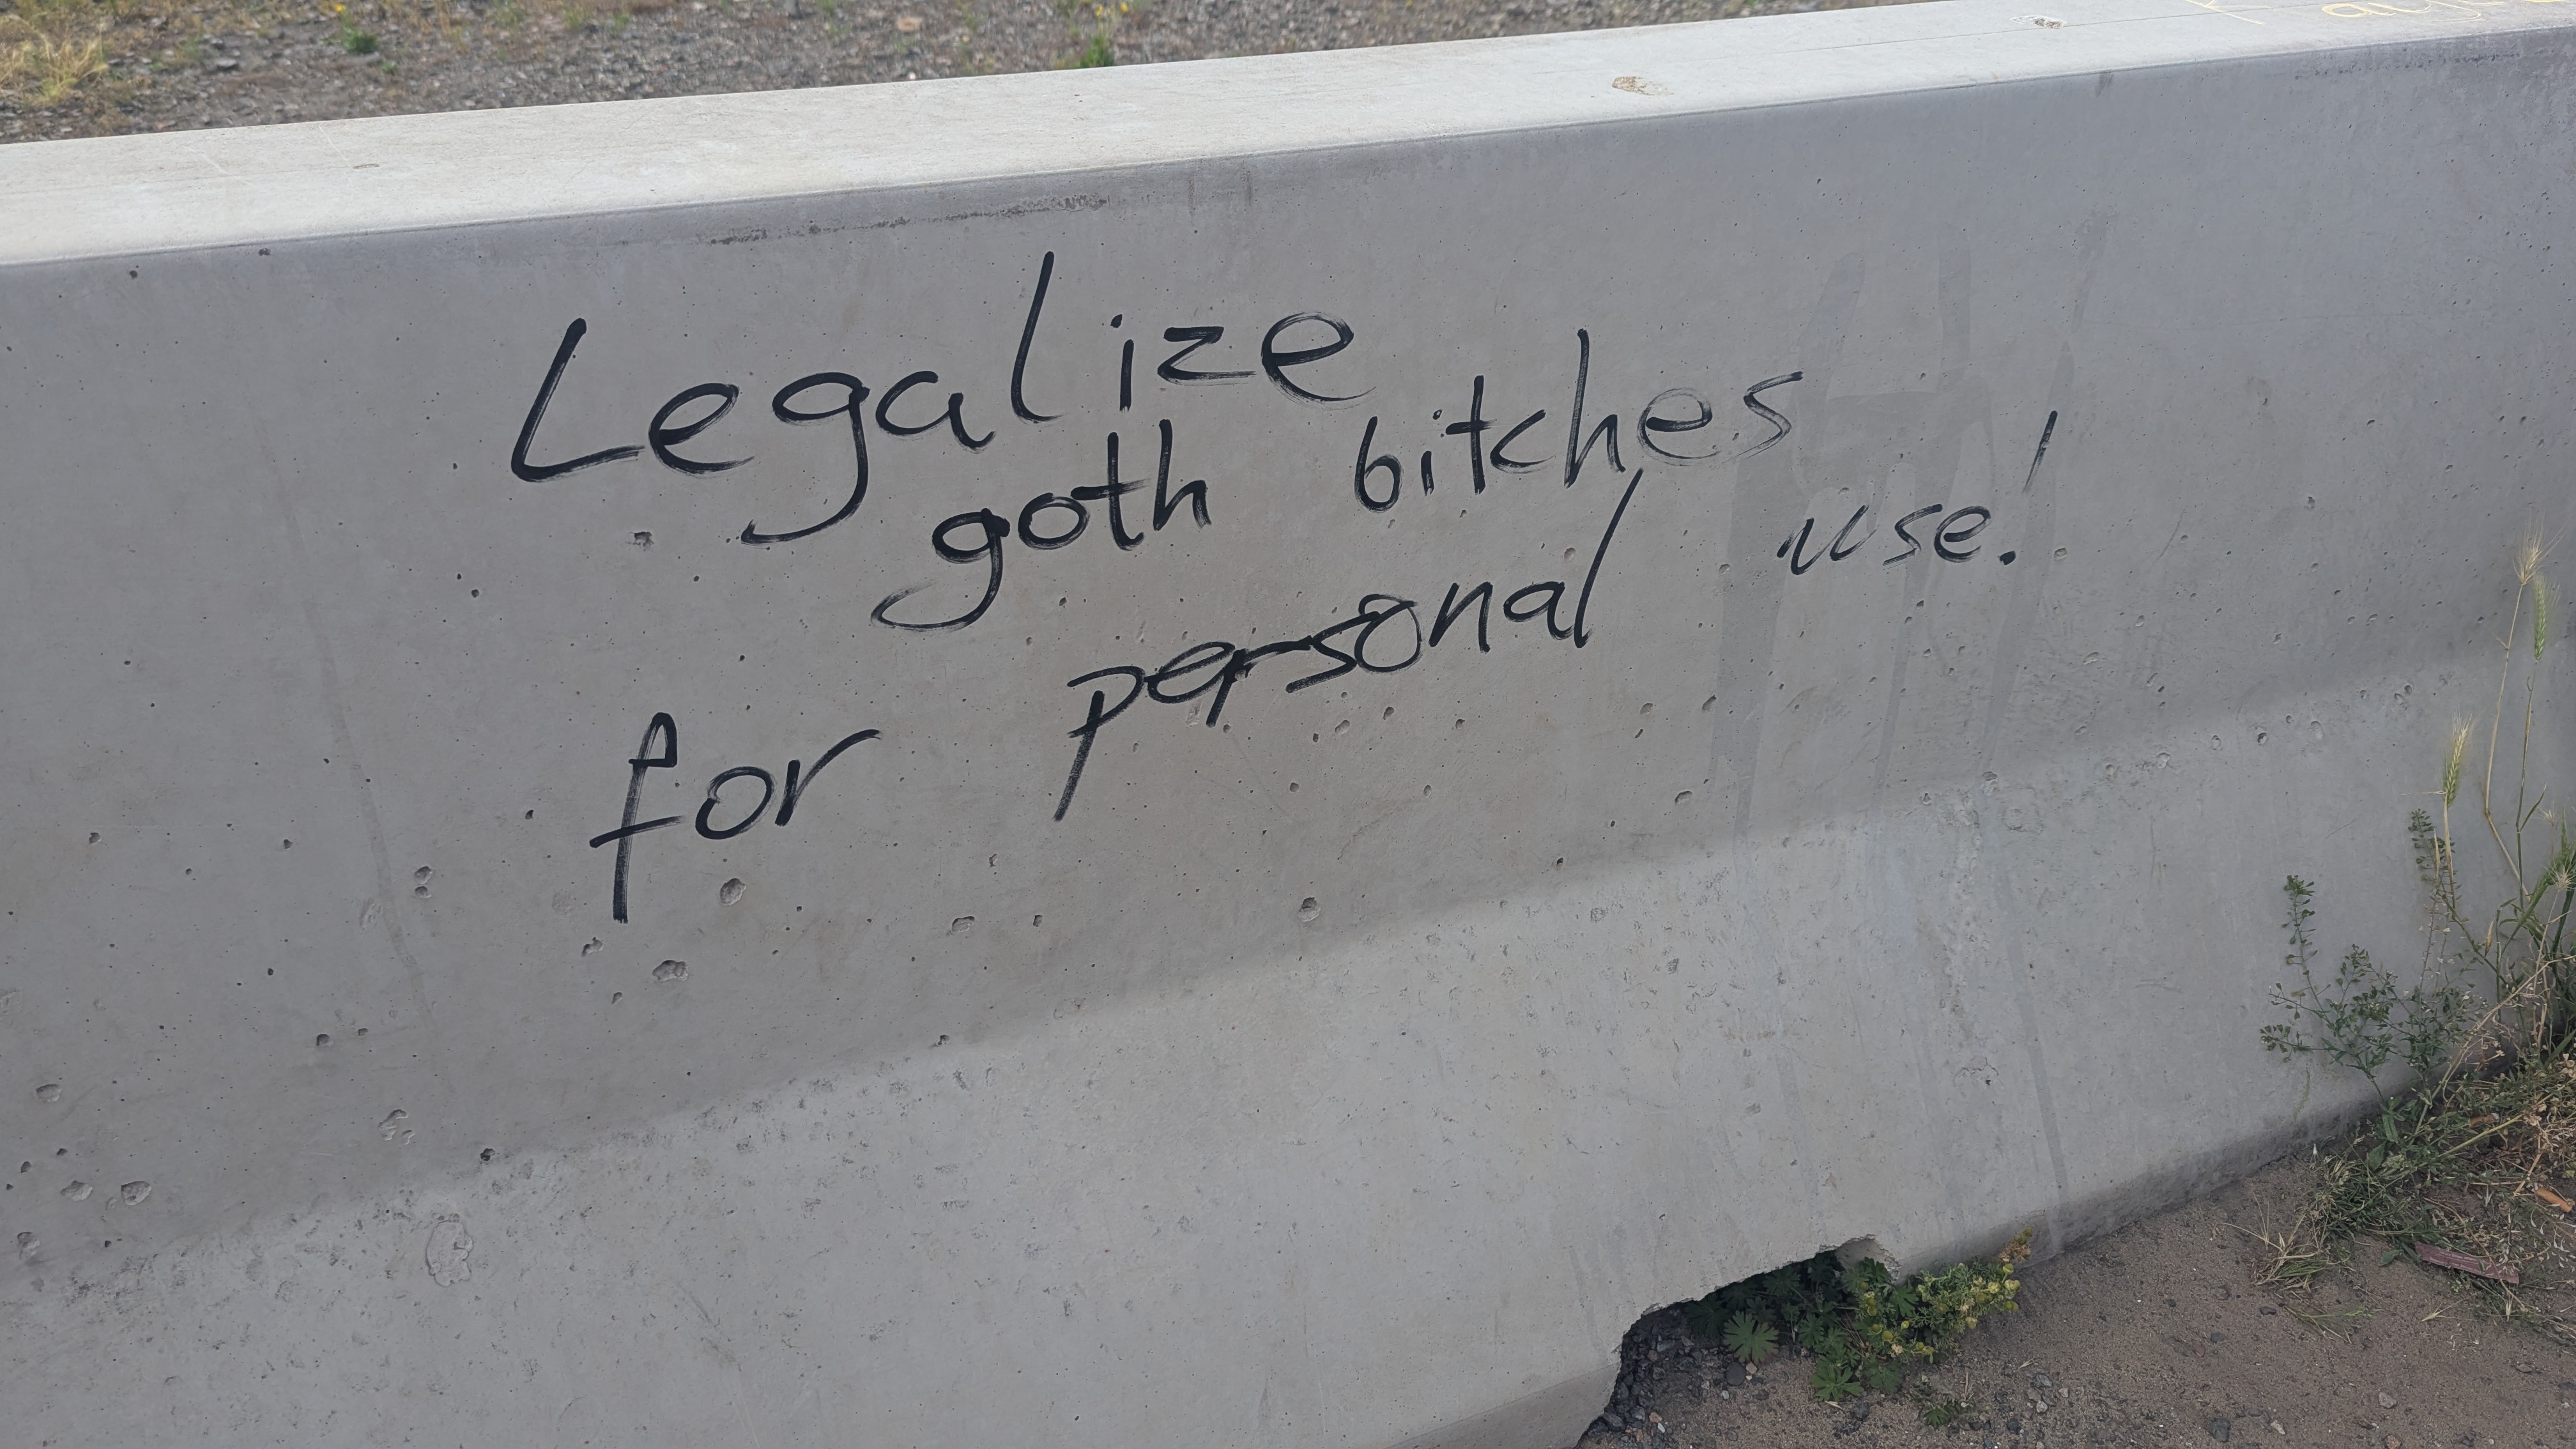 Legalize
goth bitches
for personal use!